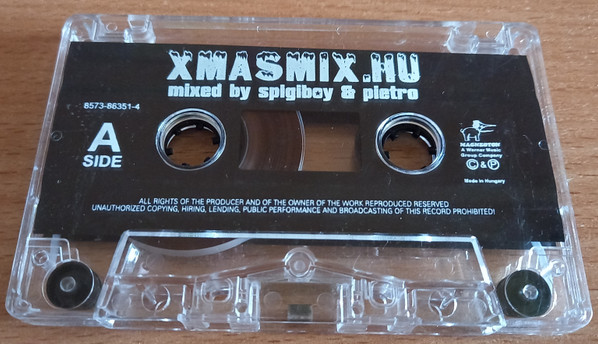 XMASMIX.HU
mixed by spigiboy & pietro
8573-86351-4
A
SIDE
MAGNEOTON
A Warner Music
Group Company
© & ℗
Made in Hungary
ALL RIGHTS OF THE PRODUCER AND OF THE OWNER OF THE WORK REPRODUCED RESERVED
UNAUTHORIZED COPYING, HIRING, LENDING, PUBLIC PERFORMANCE AND BROADCASTING OF THIS RECORD PROHIBITED!